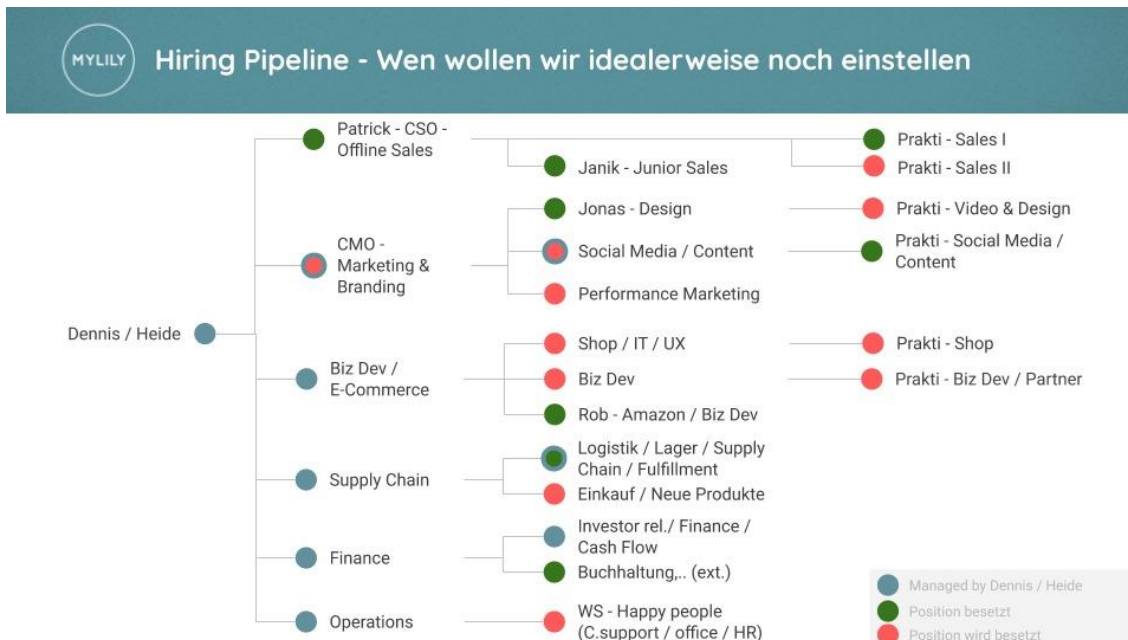 MYLILY
Hiring Pipeline - Wen wollen wir idealerweise noch einstellen
Patrick - CSO -
Offline Sales
Prakti - Sales I
Janik - Junior Sales
Prakti - Sales II
Jonas - Design
Prakti - Video & Design
CMO -
Marketing &
Branding
Social Media / Content
Prakti - Social Media /
Content
Performance Marketing
Dennis / Heide
Shop / IT / UX
Prakti - Shop
Biz Dev /
E-Commerce
Biz Dev
Prakti - Biz Dev / Partner
Rob - Amazon / Biz Dev
Supply Chain
Logistik / Lager / Supply
Chain / Fulfillment
Einkauf / Neue Produkte
Finance
Investor rel./ Finance /
Cash Flow
Buchhaltung,.. (ext.)
Operations
WS - Happy people
(C.support / office / HR)
Managed by Dennis / Heide
Position besetzt
Position wird besetzt